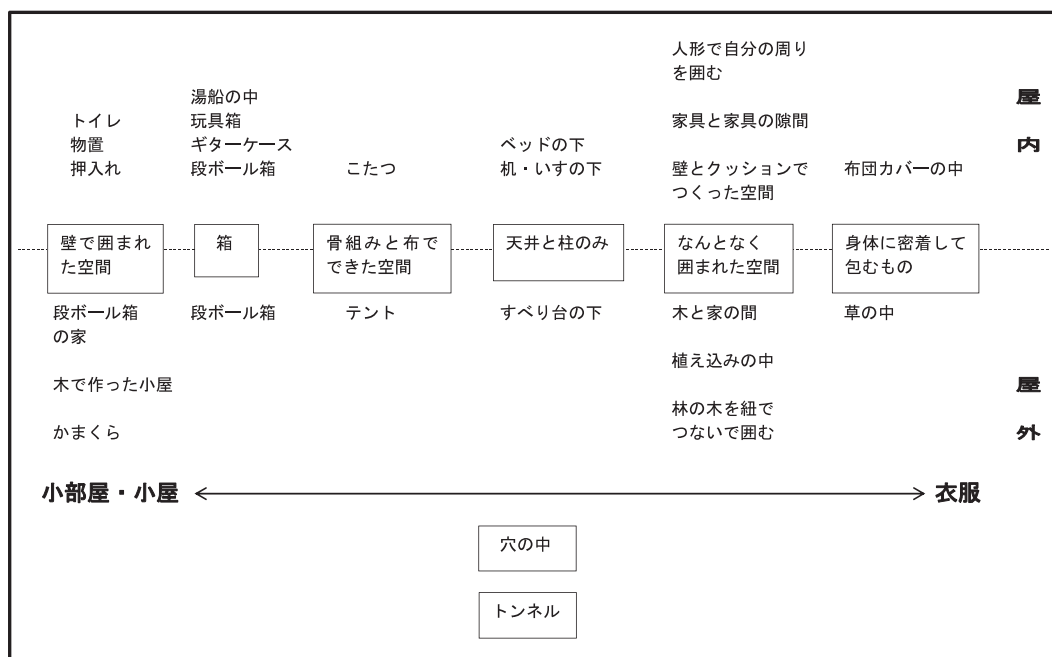 人形で自分の周り
を囲む
湯船の中
屋
トイレ
玩具箱
家具と家具の隙間
物置
ギターケース
ベッドの下
内
押入れ
段ボール箱
こたつ
机・いすの下
壁とクッションで
つくった空間
布団カバーの中
壁で囲まれ
た空間
箱
骨組みと布で
できた空間
天井と柱のみ
なんとなく
囲まれた空間
身体に密着して
包むもの
段ボール箱
の家
段ボール箱
テント
すべり台の下
木と家の間
草の中
植え込みの中
木で作った小屋
屋
林の木を紐で
つないで囲む
かまくら
外
小部屋・小屋
衣服
穴の中
トンネル